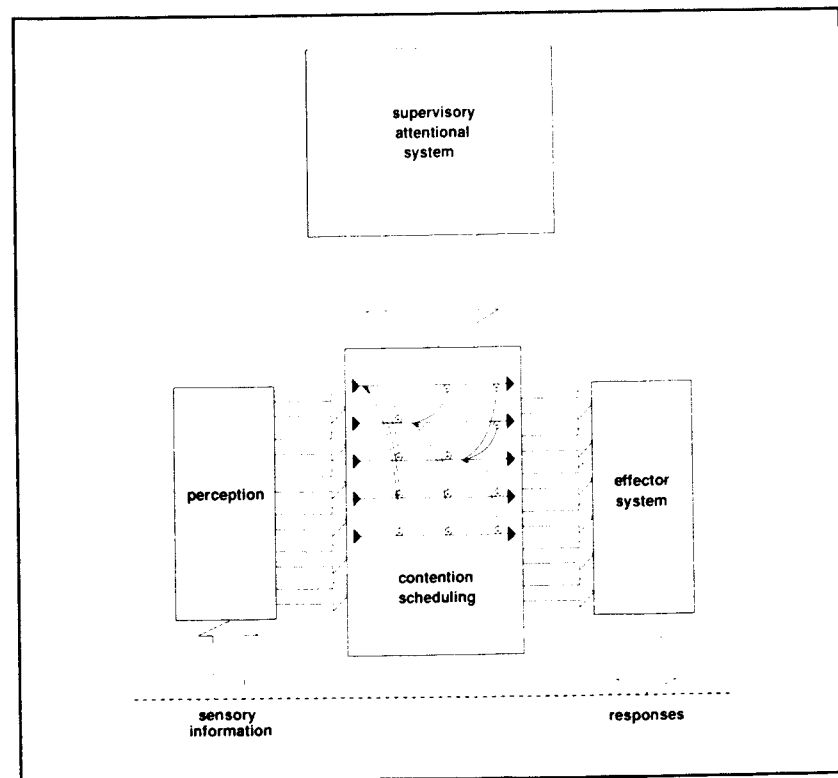 supervisory
attentional
system
perception
contention
scheduling
effector
system
sensory
information
responses